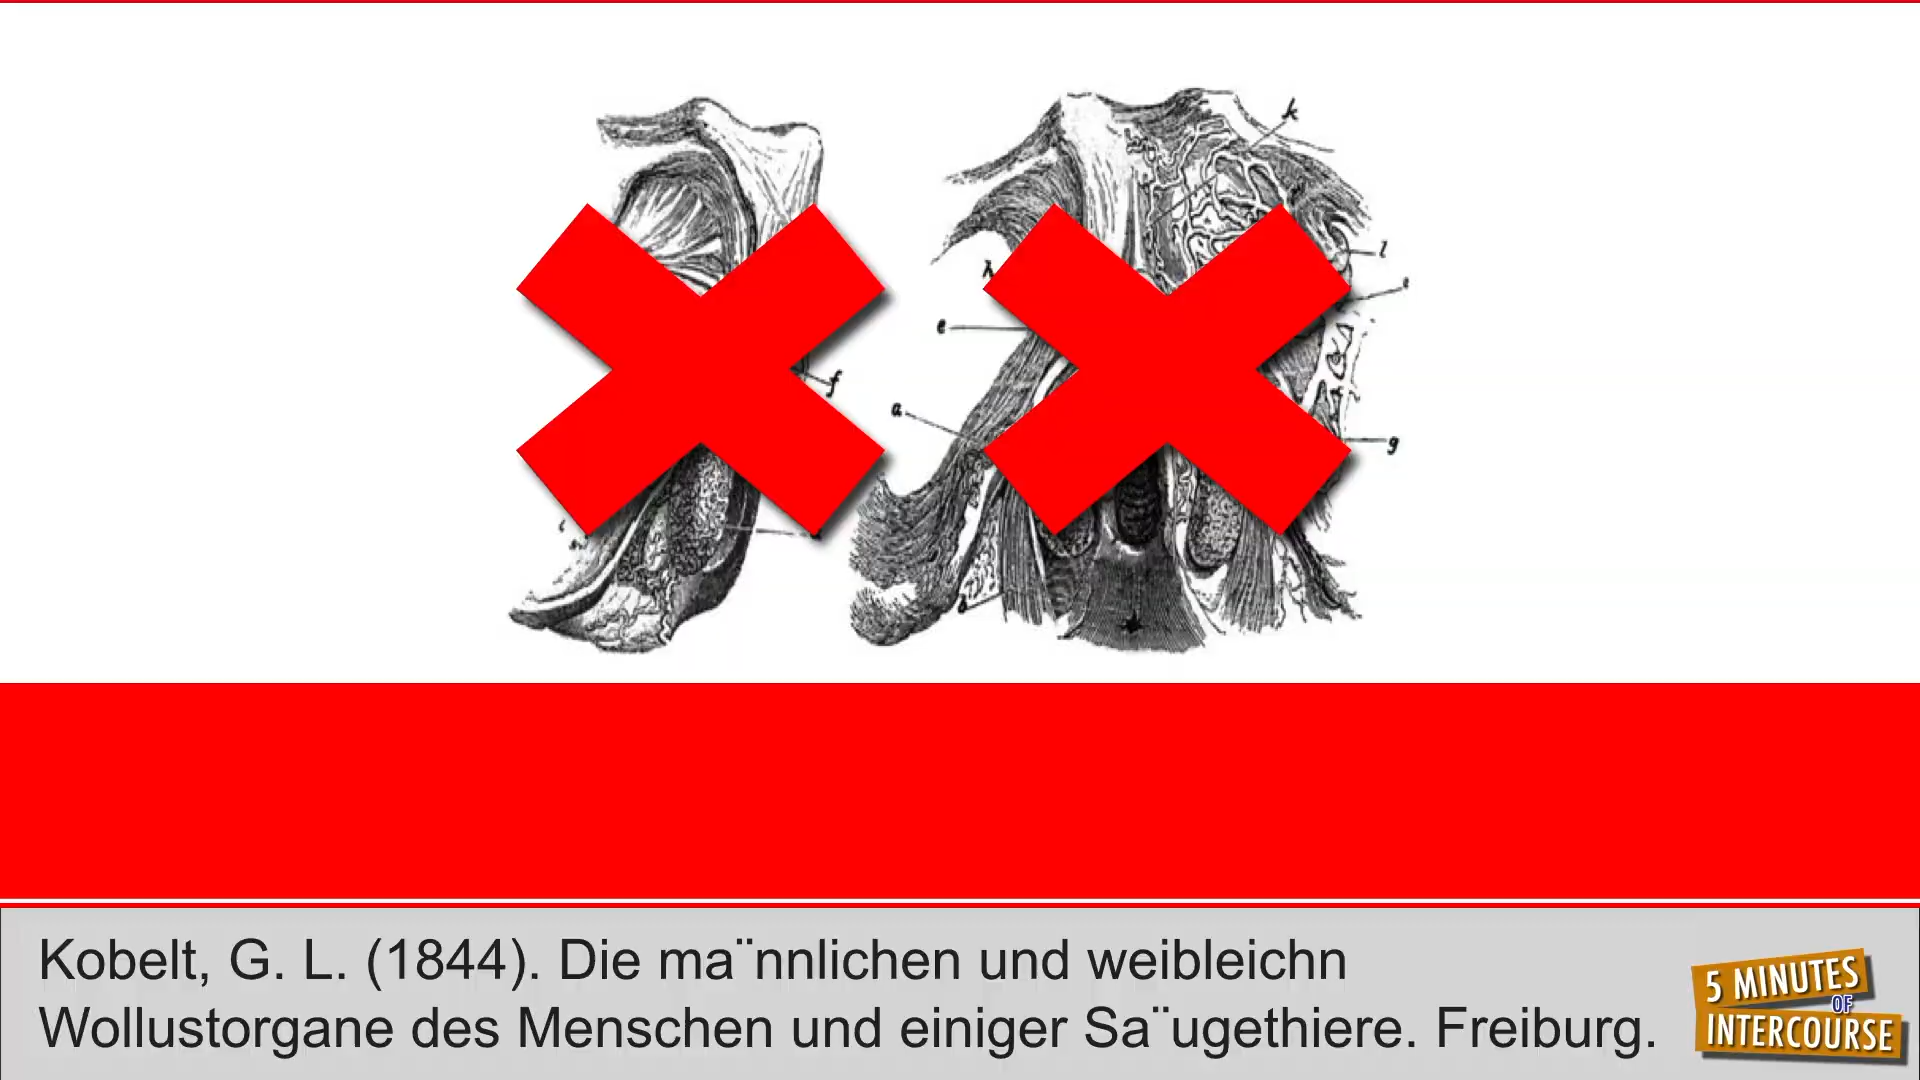 k
l
h
e
f
a
g
Kobelt, G. L. (1844). Die ma¨nnlichen und weibleichn
Wollustorgane des Menschen und einiger Sa¨ugethiere. Freiburg.
5 MINUTES
OF
INTERCOURSE